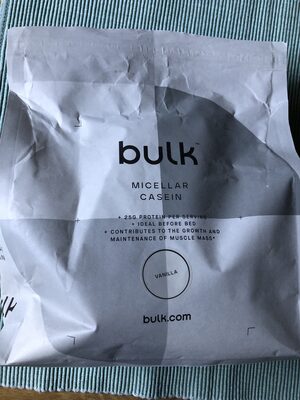 bulk™
MICELLAR
CASEIN
• 25G PROTEIN PER SERVING
• IDEAL BEFORE BED
• CONTRIBUTES TO THE GROWTH AND
MAINTENANCE OF MUSCLE MASS*
VANILLA
bulk.com